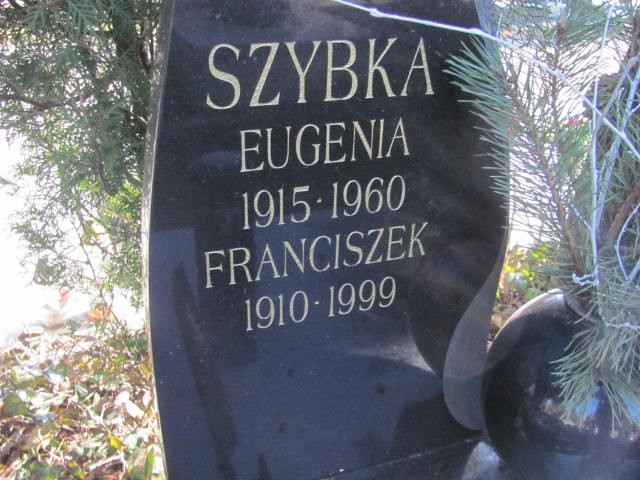 SZYBKA
EUGENIA
1915-1960
FRANCISZEK
1910-1999